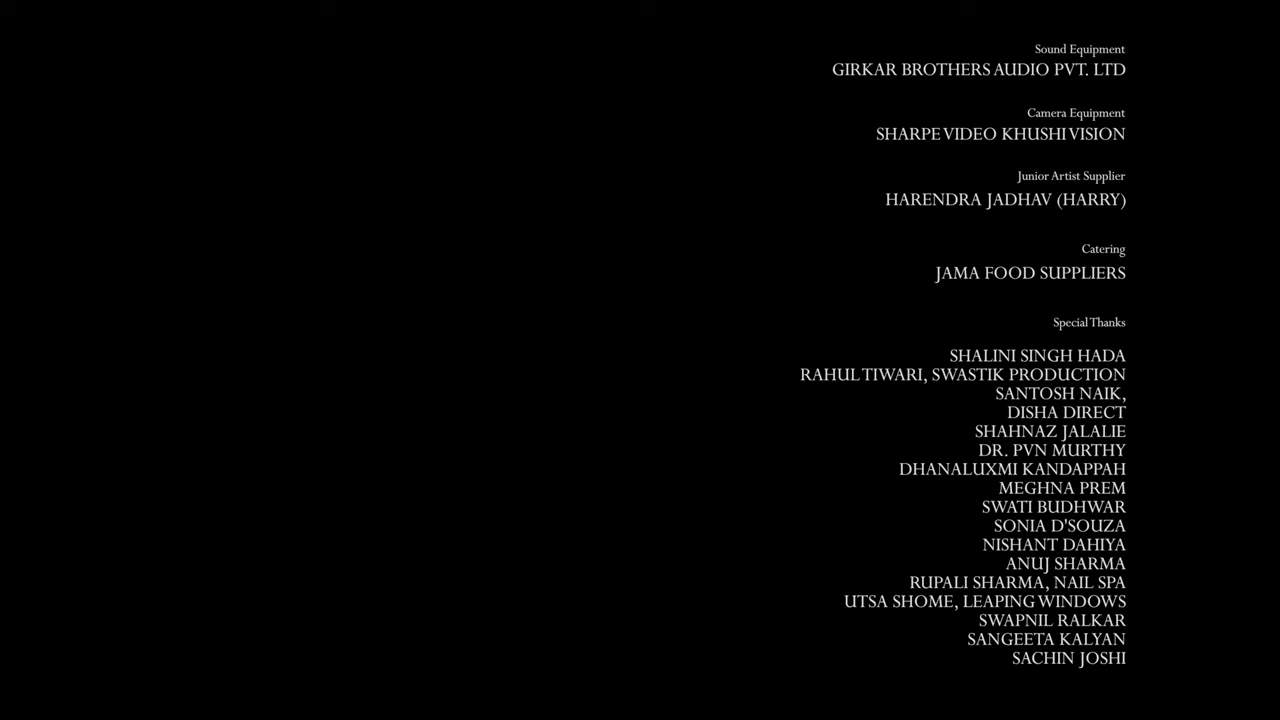 Sound Equipment
GIRKAR BROTHERS AUDIO PVT. LTD
Camera Equipment
SHARPE VIDEO KHUSHI VISION
Junior Artist Supplier
HARENDRA JADHAV (HARRY)
Catering
JAMA FOOD SUPPLIERS
Special Thanks
SHALINI SINGH HADA
RAHUL TIWARI, SWASTIK PRODUCTION
SANTOSH NAIK,
DISHA DIRECT
SHAHNAZ JALALIE
DR. PVN MURTHY
DHANALUXMI KANDAPPAH
MEGHNA PREM
SWATI BUDHWAR
SONIA D'SOUZA
NISHANT DAHIYA
ANUJ SHARMA
RUPALI SHARMA, NAIL SPA
UTSA SHOME, LEAPING WINDOWS
SWAPNIL RALKAR
SANGEETA KALYAN
SACHIN JOSHI